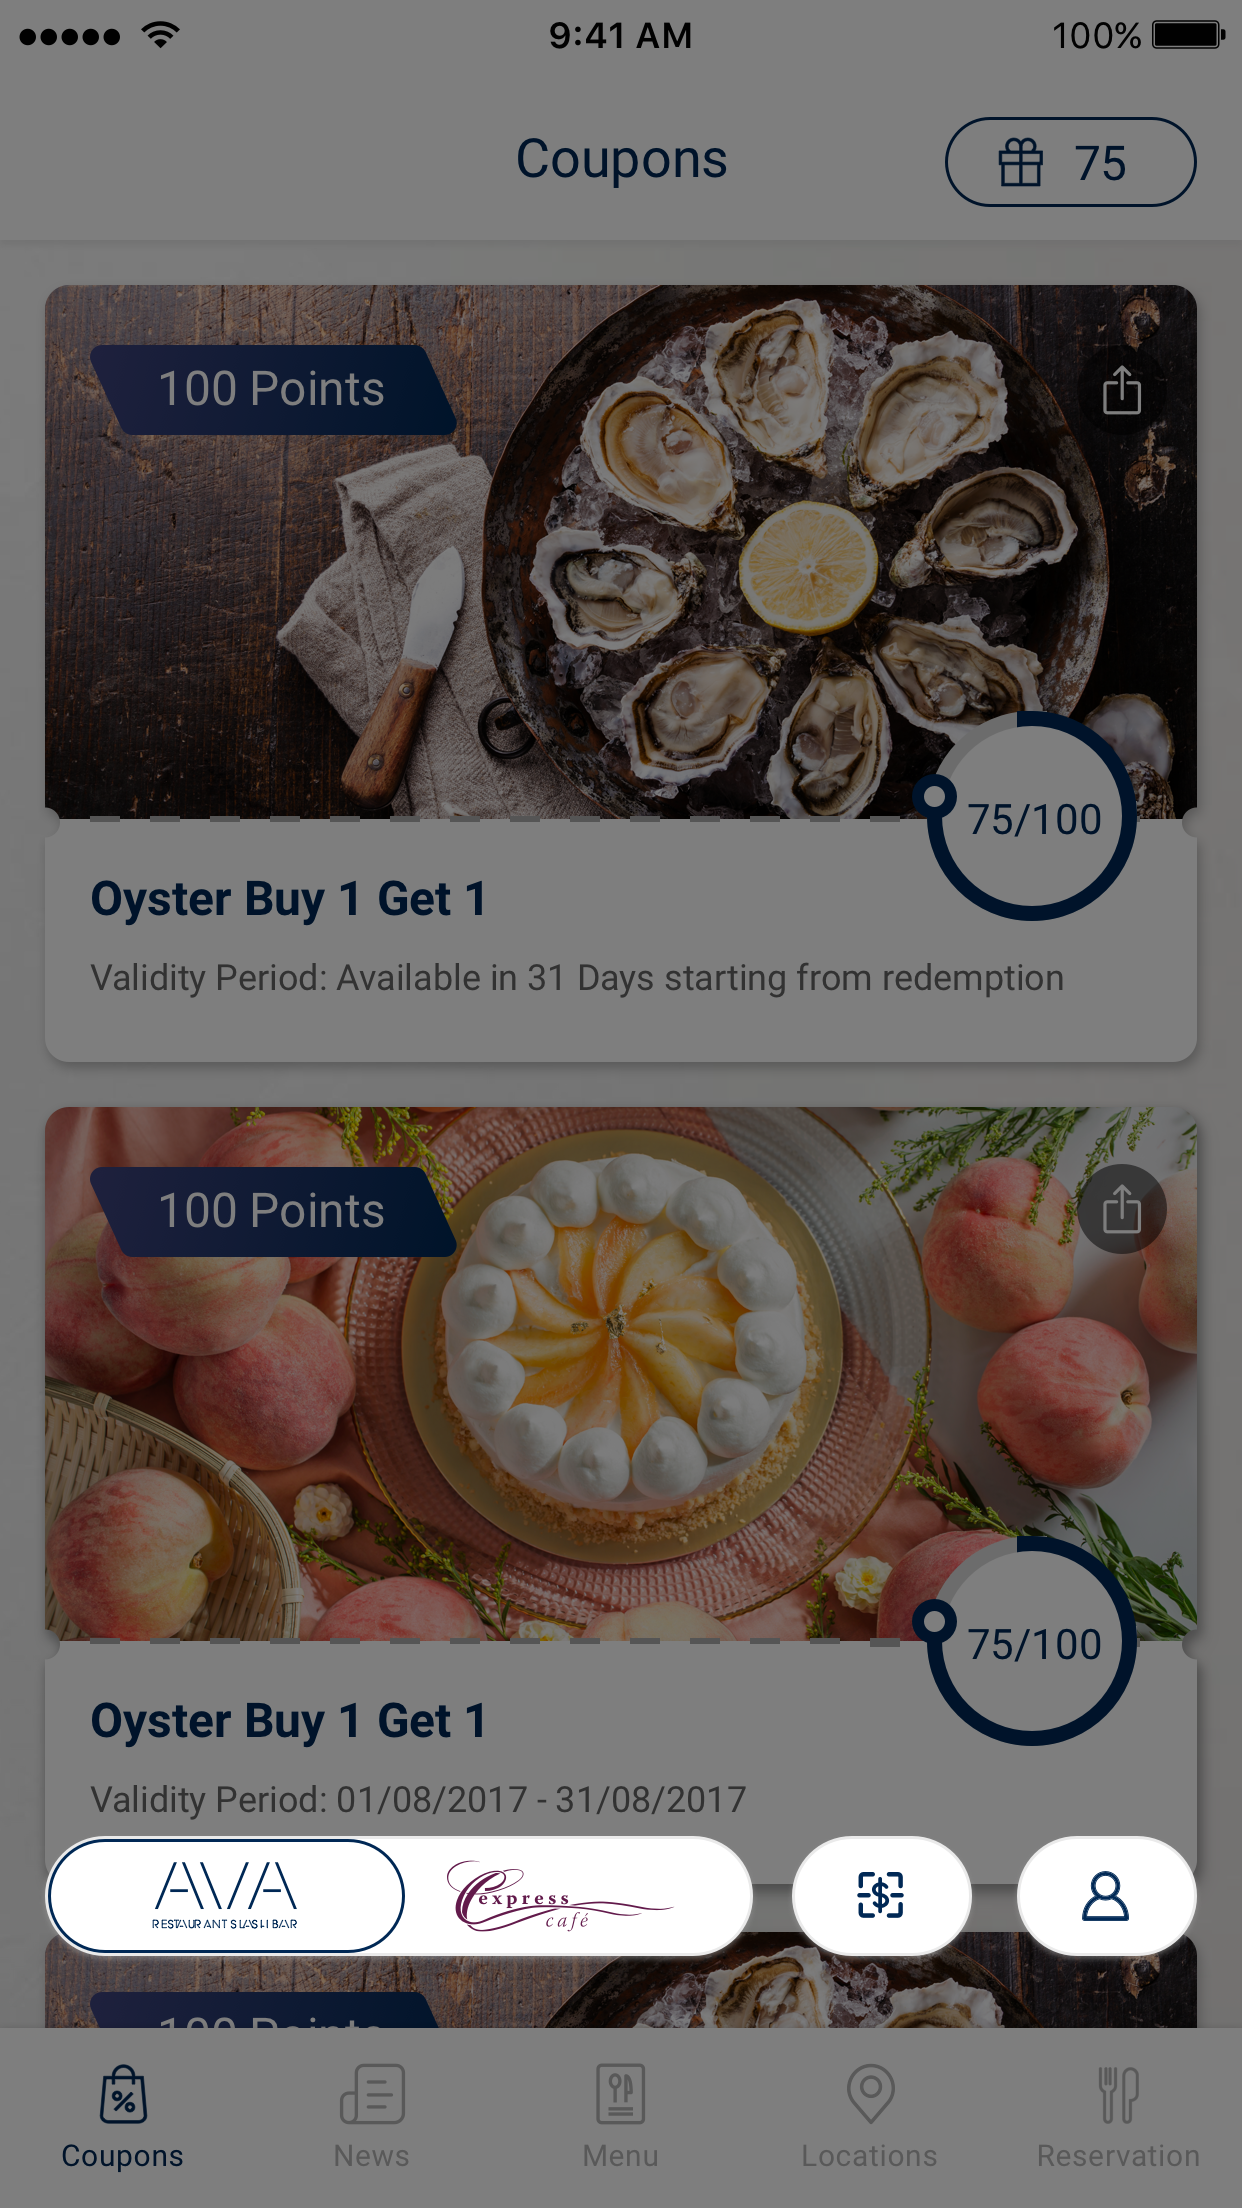 9:41 AM
100%
Coupons
75
100 Points
75/100
Oyster Buy 1 Get 1
Validity Period: Available in 31 Days starting from redemption
100 Points
75/100
Oyster Buy 1 Get 1
Validity Period: 01/08/2017 - 31/08/2017
AVA
RESTAURANT SLASH BAR
express
café
100 Points
Coupons
News
Menu
Locations
Reservation